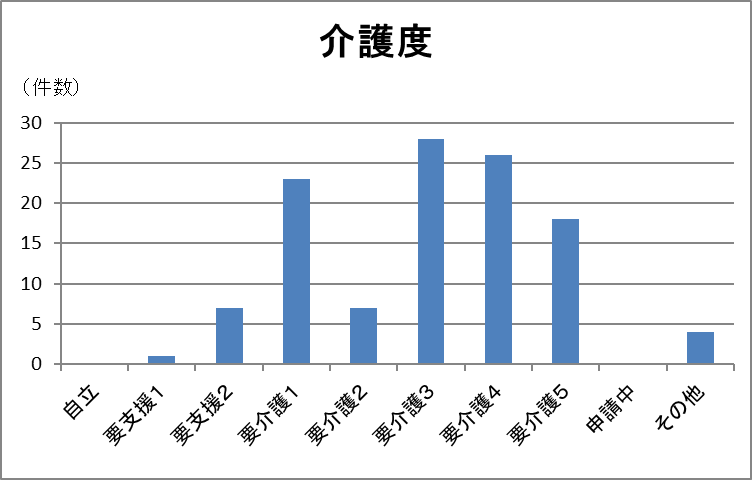 介護度
（件数）
30
25
20
15
10
5
0
自立
要支援１
要支援２
要介護１
要介護２
要介護３
要介護４
要介護５
申請中
その他